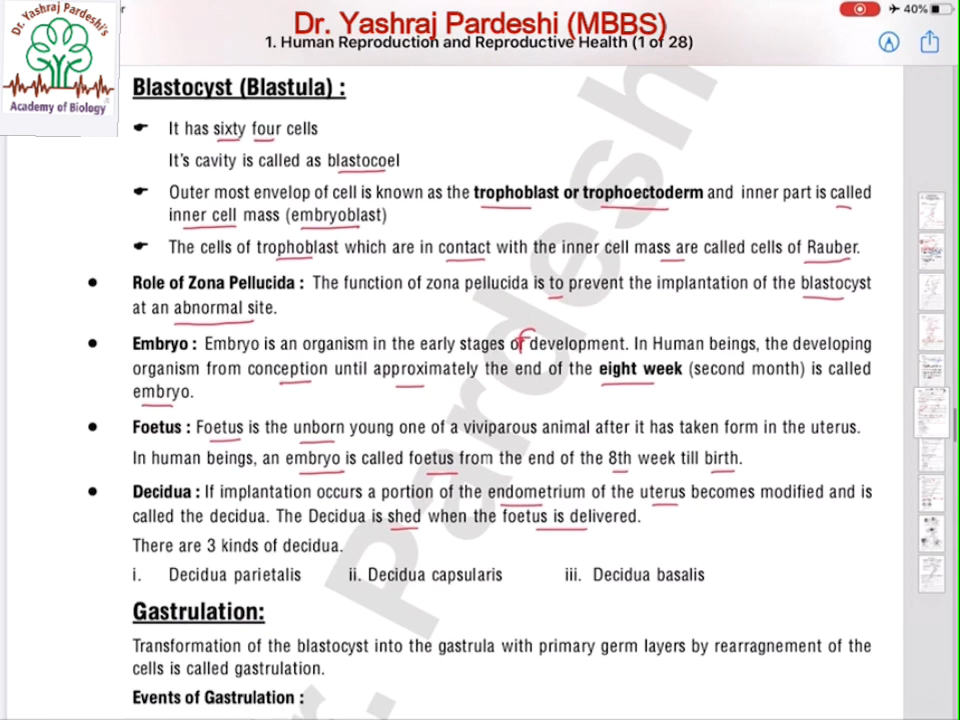 Dr. Yashraj Pardeshi's
Academy of Biology
r
Dr. Yashraj Pardeshi (MBBS)
40%
1. Human Reproduction and Reproductive Health (1 of 28)
Blastocyst (Blastula) :
It has sixty four cells
It's cavity is called as blastocoel
Outer most envelop of cell is known as the trophoblast or trophoectoderm and inner part is called
inner cell mass (embryoblast)
The cells of trophoblast which are in contact with the inner cell mass are called cells of Rauber.
• Role of Zona Pellucida : The function of zona pellucida is to prevent the implantation of the blastocyst
at an abnormal site.
• Embryo : Embryo is an organism in the early stages of development. In Human beings, the developing
organism from conception until approximately the end of the eight week (second month) is called
embryo.
• Foetus : Foetus is the unborn young one of a viviparous animal after it has taken form in the uterus.
In human beings, an embryo is called foetus from the end of the 8th week till birth.
• Decidua : If implantation occurs a portion of the endometrium of the uterus becomes modified and is
called the decidua. The Decidua is shed when the foetus is delivered.
There are 3 kinds of decidua.
i. Decidua parietalis ii. Decidua capsularis iii. Decidua basalis
Gastrulation:
Transformation of the blastocyst into the gastrula with primary germ layers by rearragnement of the
cells is called gastrulation.
Events of Gastrulation :
r. Pardesh